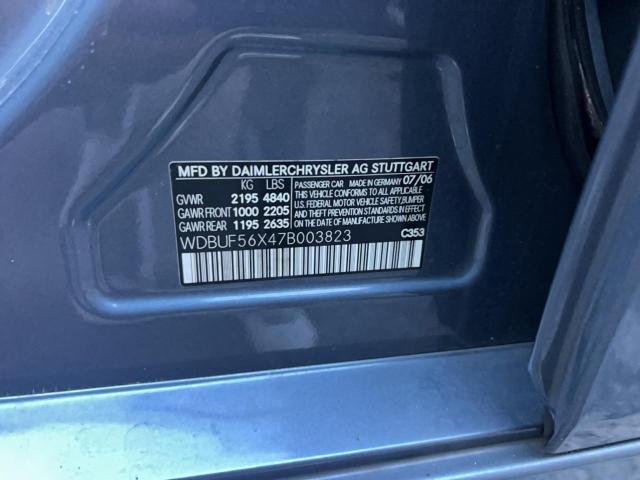 MFD BY DAIMLERCHRYSLER AG STUTTGART
KG LBS
GVWR 2195 4840
GAWR FRONT 1000 2205
GAWR REAR 1195 2635
PASSENGER CAR MADE IN GERMANY 07/06
THIS VEHICLE CONFORMS TO ALL APPLICABLE
U.S. FEDERAL MOTOR VEHICLE SAFETY, BUMPER
AND THEFT PREVENTION STANDARDS IN EFFECT
ON THE DATE OF MANUFACTURE SHOWN ABOVE
WDBUF56X47B003823
C353